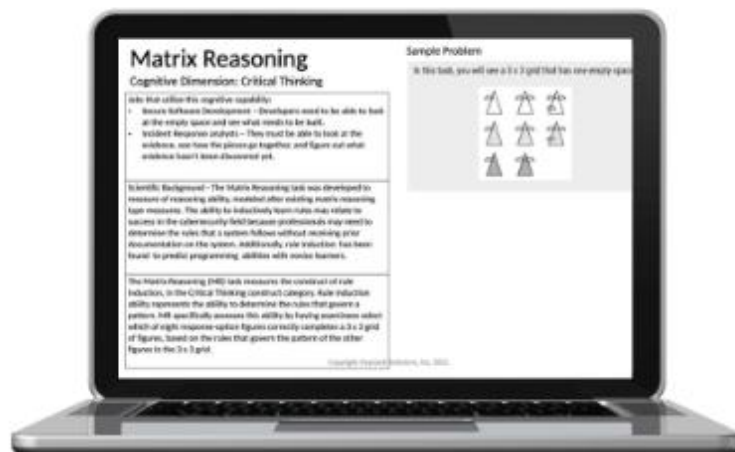 Matrix Reasoning
Cognitive Dimension: Critical Thinking
Jobs that utilize this cognitive capability:
• Secure Software Development – Developers need to be able to look
at the empty space and see what needs to be built.
• Incident Response analysts – They must be able to look at the
evidence, see how the pieces go together, and figure out what
evidence hasn't been discovered yet.
Scientific Background – The Matrix Reasoning task was developed to
measure of reasoning ability, modeled after existing matrix reasoning
type measures. The ability to inductively learn rules may relate to
success in the cybersecurity field because professionals may need to
determine the rules that a system follows without receiving prior
documentation on the system. Additionally, rule induction has been
found to predict programming abilities with novice learners.
The Matrix Reasoning (MR) task measures the construct of rule
induction, in the Critical Thinking construct category. Rule induction
ability represents the ability to determine the rules that govern a
pattern. MR specifically assesses this ability by having examinees select
which of eight response-option figures correctly completes a 3 x 3 grid
of figures, based on the rules that govern the pattern of the other
figures in the 3 x 3 grid.
Sample Problem
In this task, you will see a 3 x 3 grid that has one empty space
Copyright Solutions, Inc.